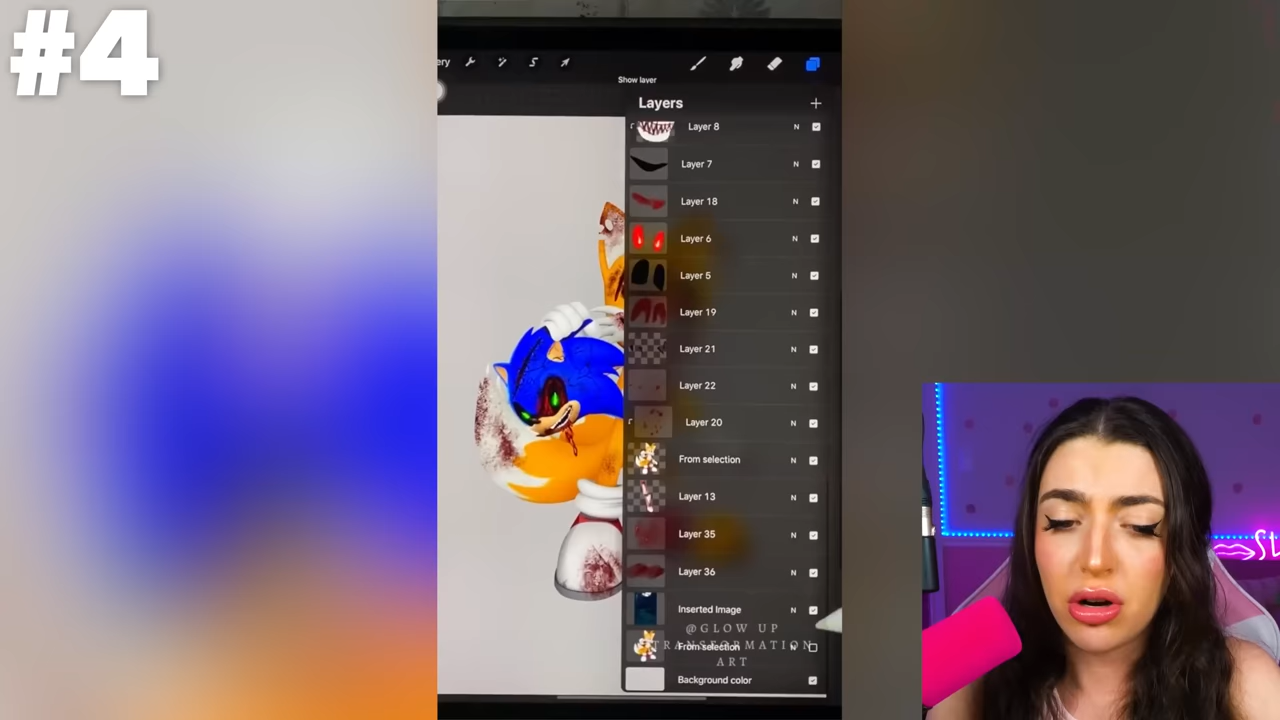 #4
ery
Show layer
Layers
Layer 8 N
Layer 7 N
Layer 18 N
Layer 6 N
Layer 5 N
Layer 19 N
Layer 21 N
Layer 22 N
Layer 20 N
From selection N
Layer 13 N
Layer 35 N
Layer 36 N
Inserted Image N
@GLOW UP
From selection N
TRANSFORMATION
ART
Background color